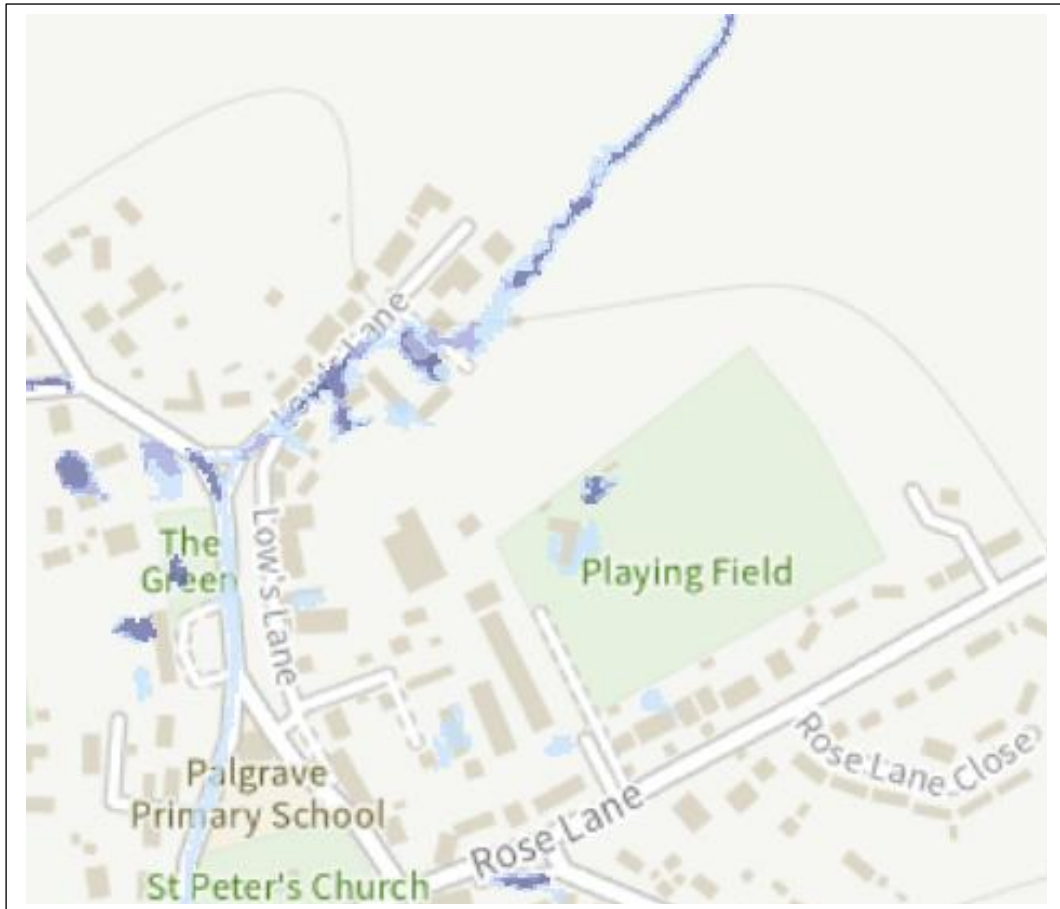 Low's Lane
The
Green
Low's Lane
Playing Field
Palgrave
Primary School
Rose Lane
Rose Lane Close
St Peter's Church